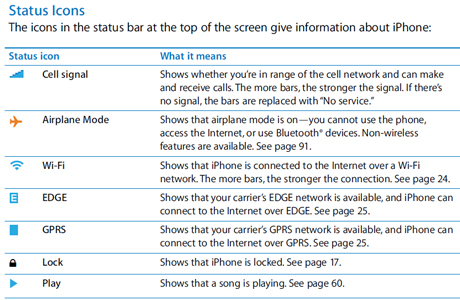 Status Icons
The icons in the status bar at the top of the screen give information about iPhone:
Status icon What it means
Cell signal Shows whether you're in range of the cell network and can make
and receive calls. The more bars, the stronger the signal. If there's
no signal, the bars are replaced with "No service."
Airplane Mode Shows that airplane mode is on—you cannot use the phone,
access the Internet, or use Bluetooth® devices. Non-wireless
features are available. See page 91.
Wi-Fi Shows that iPhone is connected to the Internet over a Wi-Fi
network. The more bars, the stronger the connection. See page 24.
E EDGE Shows that your carrier's EDGE network is available, and iPhone can
connect to the Internet over EDGE. See page 25.
GPRS Shows that your carrier's GPRS network is available, and iPhone can
connect to the Internet over GPRS. See page 25.
Lock Shows that iPhone is locked. See page 17.
Play Shows that a song is playing. See page 60.